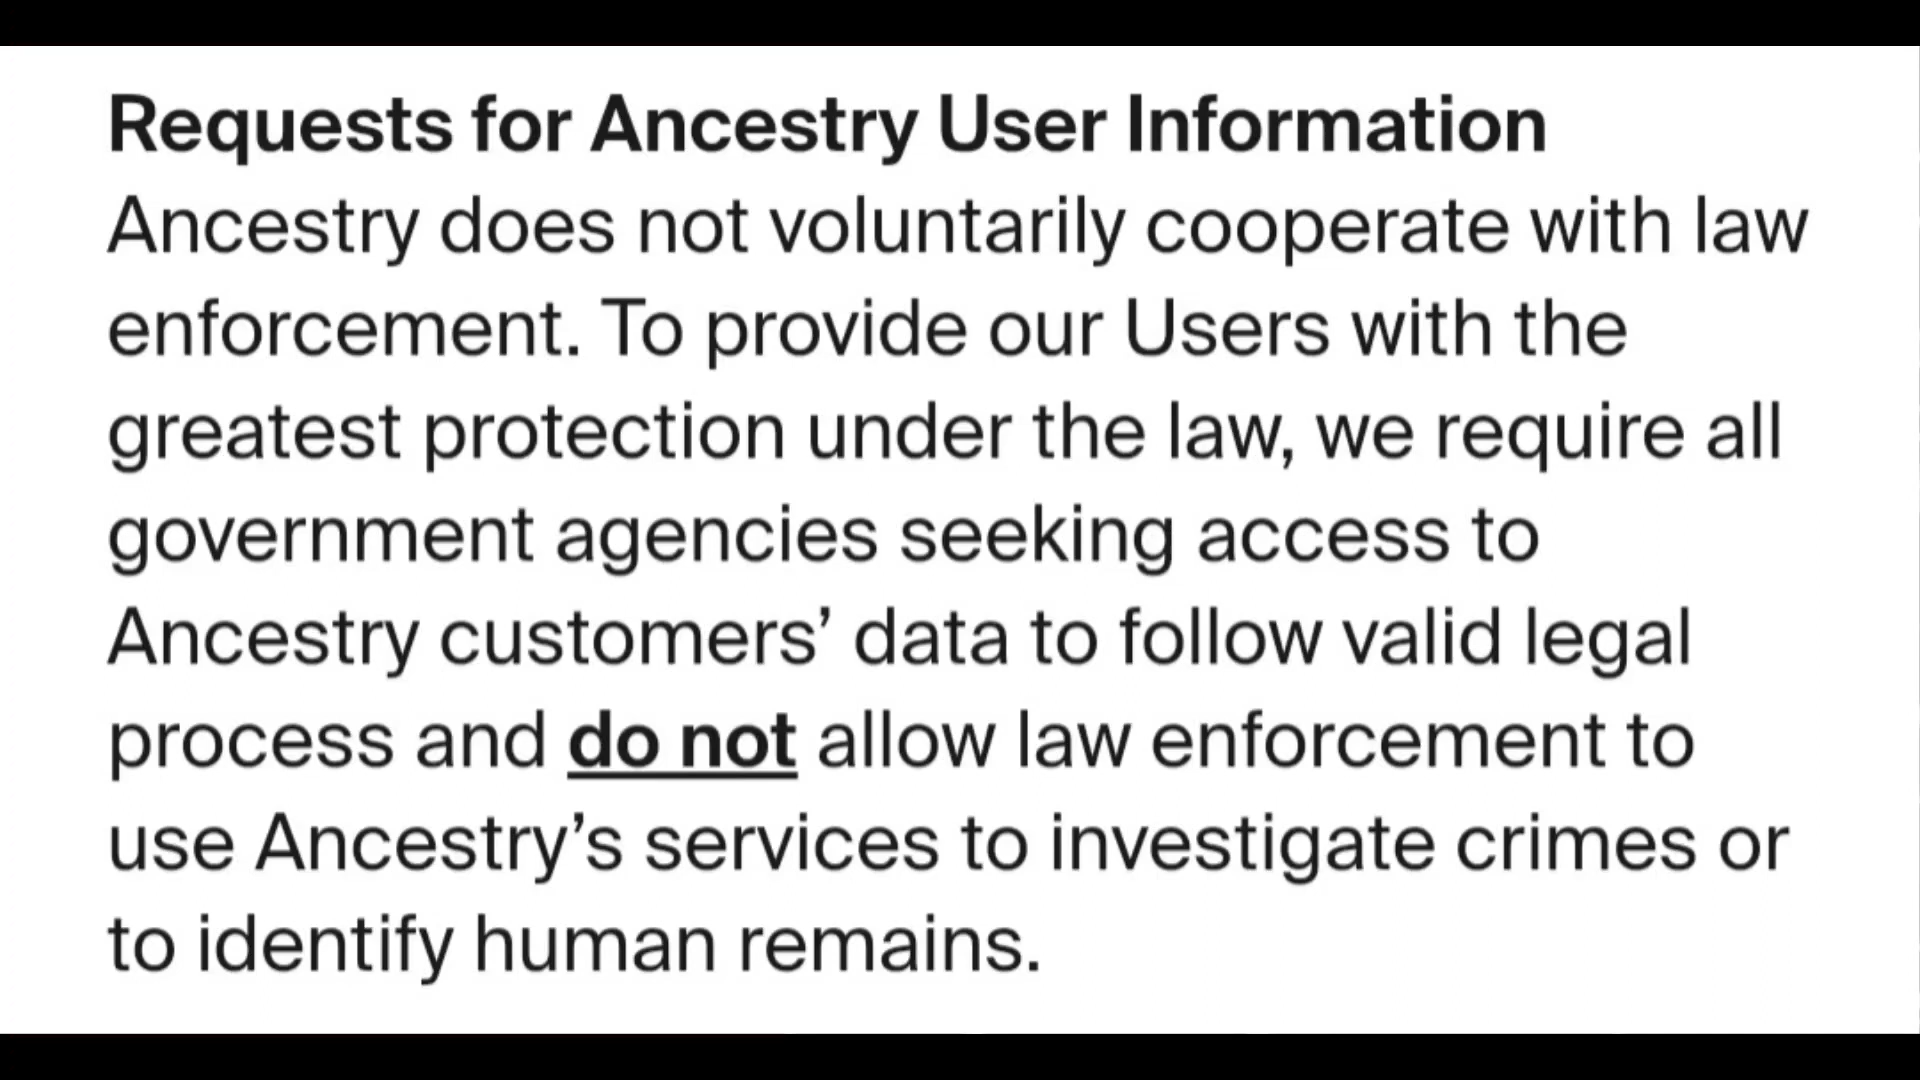 Requests for Ancestry User Information
Ancestry does not voluntarily cooperate with law
enforcement. To provide our Users with the
greatest protection under the law, we require all
government agencies seeking access to
Ancestry customers’ data to follow valid legal
process and do not allow law enforcement to
use Ancestry’s services to investigate crimes or
to identify human remains.